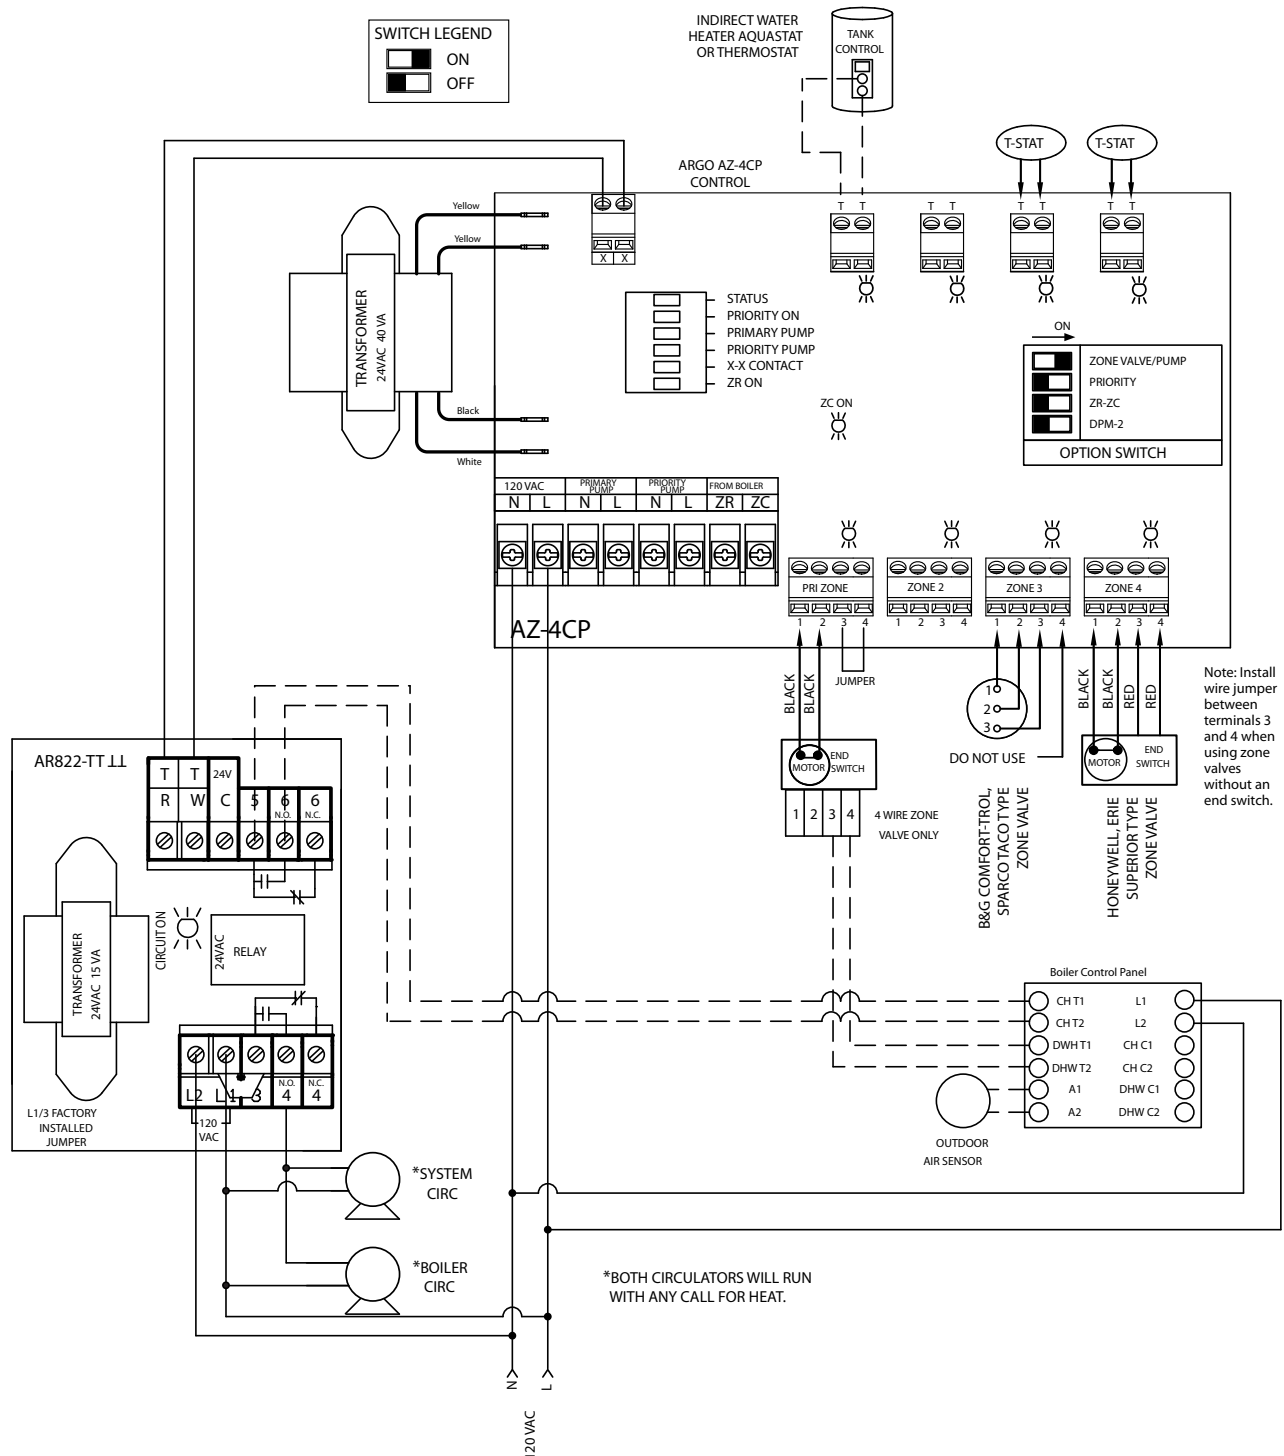 SWITCH LEGEND
ON
OFF
INDIRECT WATER
HEATER AQUASTAT
OR THERMOSTAT
TANK
CONTROL
T-STAT
T-STAT
ARGO AZ-4CP
CONTROL
T T
T T
T T
T T
X X
Yellow
Yellow
TRANSFORMER
24VAC 40 VA
Black
White
STATUS
PRIORITY ON
PRIMARY PUMP
PRIORITY PUMP
X-X CONTACT
ZR ON
ZC ON
ON
ZONE VALVE/PUMP
PRIORITY
ZR-ZC
DPM-2
OPTION SWITCH
120 VAC
PRIMARY
PUMP
PRIORITY
PUMP
FROM BOILER
N L N L N L ZR ZC
AZ-4CP
PRI ZONE
1 2 3 4
ZONE 2
1 2 3 4
ZONE 3
1 2 3 4
ZONE 4
1 2 3 4
BLACK
BLACK
JUMPER
MOTOR
END
SWITCH
1 2 3 4
4 WIRE ZONE
VALVE ONLY
1
2
3
DO NOT USE
B&G COMFORT-TROL,
SPARCO TACO TYPE
ZONE VALVE
BLACK
BLACK
RED
RED
MOTOR
END
SWITCH
HONEYWELL, ERIE
SUPERIOR TYPE
ZONE VALVE
Note: Install
wire jumper
between
terminals 3
and 4 when
using zone
valves
without an
end switch.
AR822-TT
T T 24V
R W C 5 6 6
N.O. N.C.
TRANSFORMER
24VAC 15 VA
CIRCUIT ON
24VAC
RELAY
L2 L1 3 4 4
N.O. N.C.
120
VAC
L1/3 FACTORY
INSTALLED
JUMPER
Boiler Control Panel
CH T1 L1
CH T2 L2
DWH T1 CH C1
DHW T2 CH C2
A1 DHW C1
A2 DHW C2
OUTDOOR
AIR SENSOR
*SYSTEM
CIRC
*BOILER
CIRC
*BOTH CIRCULATORS WILL RUN
WITH ANY CALL FOR HEAT.
N
L
120 VAC